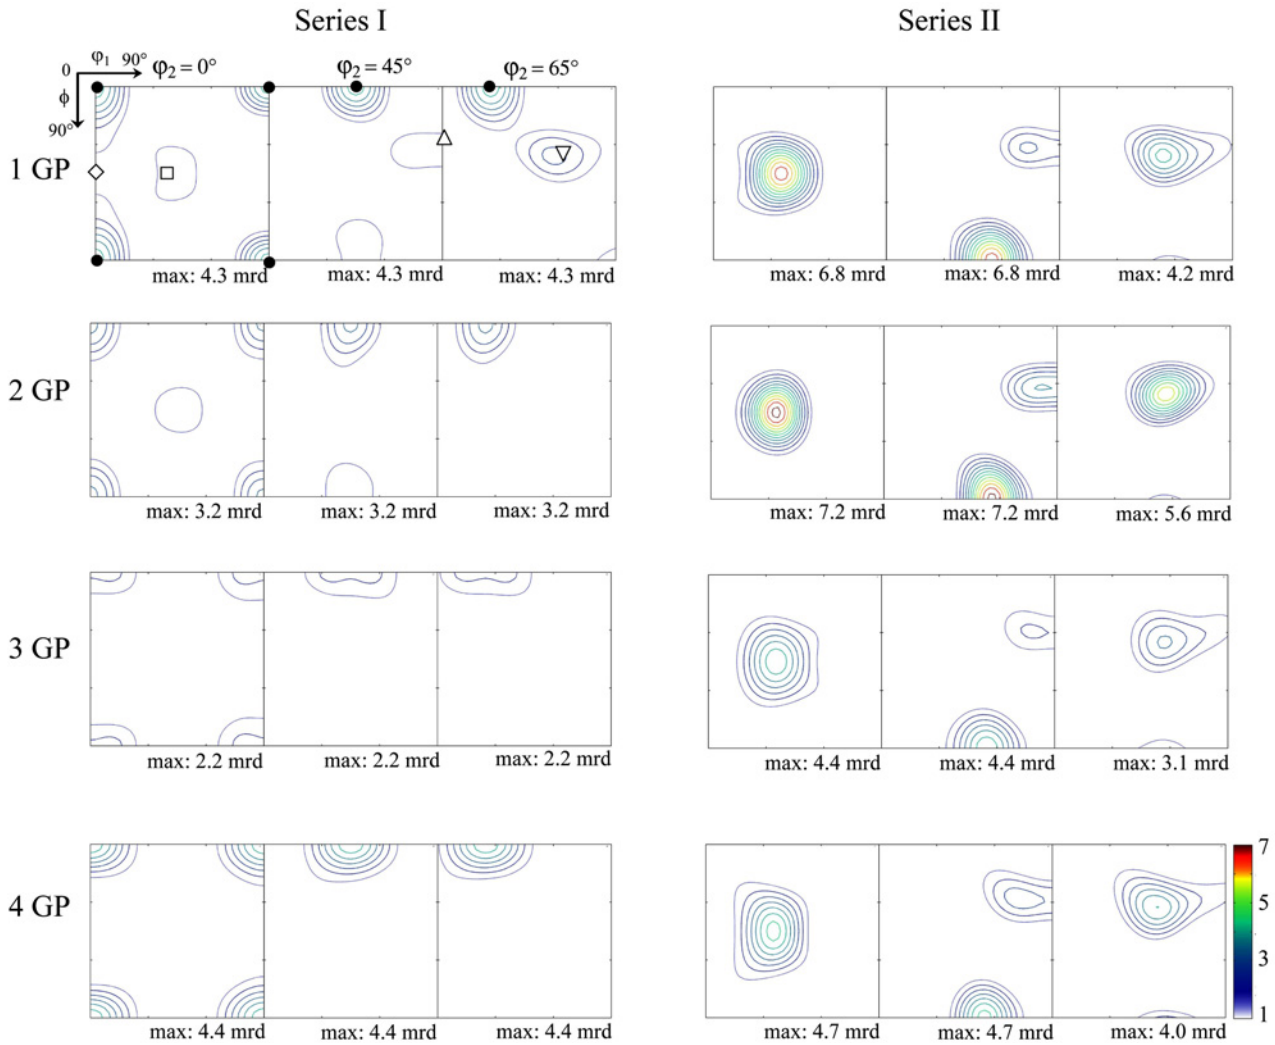 Series I Series II
0 φ1 90° φ2 = 0° φ2 = 45° φ2 = 65°
ϕ
90°
1 GP
max: 4.3 mrd max: 4.3 mrd max: 4.3 mrd max: 6.8 mrd max: 6.8 mrd max: 4.2 mrd
2 GP
max: 3.2 mrd max: 3.2 mrd max: 3.2 mrd max: 7.2 mrd max: 7.2 mrd max: 5.6 mrd
3 GP
max: 2.2 mrd max: 2.2 mrd max: 2.2 mrd max: 4.4 mrd max: 4.4 mrd max: 3.1 mrd
7
4 GP 5
3
1
max: 4.4 mrd max: 4.4 mrd max: 4.4 mrd max: 4.7 mrd max: 4.7 mrd max: 4.0 mrd